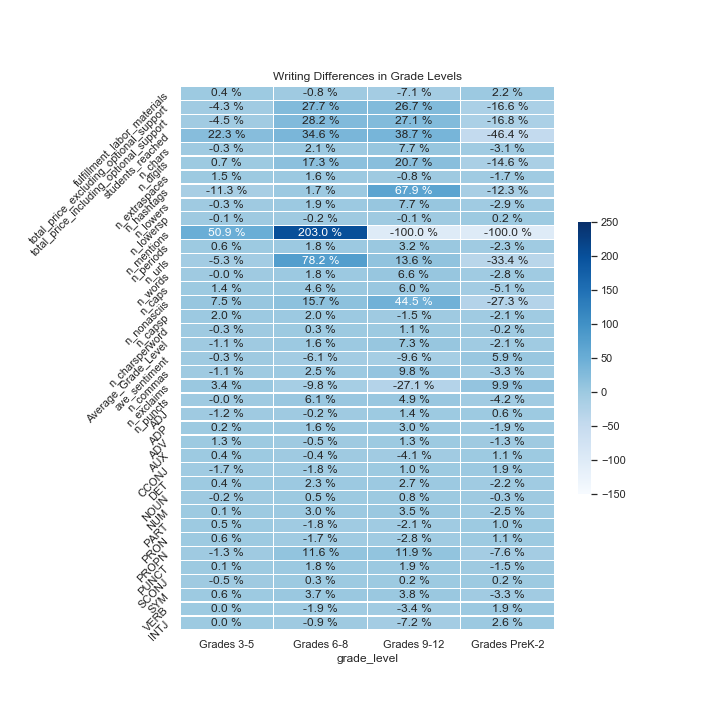 Writing Differences in Grade Levels
fulfillment_labor_materials 0.4 % -0.8 % -7.1 % 2.2 %
total_price_excluding_optional_support -4.3 % 27.7 % 26.7 % -16.6 %
total_price_including_optional_support -4.5 % 28.2 % 27.1 % -16.8 %
students_reached 22.3 % 34.6 % 38.7 % -46.4 %
n_chars -0.3 % 2.1 % 7.7 % -3.1 %
n_digits 0.7 % 17.3 % 20.7 % -14.6 %
n_extraspaces 1.5 % 1.6 % -0.8 % -1.7 %
n_hashtags -11.3 % 1.7 % 67.9 % -12.3 %
n_lowers -0.3 % 1.9 % 7.7 % -2.9 %
n_lowersp -0.1 % -0.2 % -0.1 % 0.2 %
n_mentions 50.9 % 203.0 % -100.0 % -100.0 %
n_periods 0.6 % 1.8 % 3.2 % -2.3 %
n_urls -5.3 % 78.2 % 13.6 % -33.4 %
n_words -0.0 % 1.8 % 6.6 % -2.8 %
n_caps 1.4 % 4.6 % 6.0 % -5.1 %
n_nonasciis 7.5 % 15.7 % 44.5 % -27.3 %
n_capsp 2.0 % 2.0 % -1.5 % -2.1 %
n_charsperword -0.3 % 0.3 % 1.1 % -0.2 %
Average_Grade_Level -1.1 % 1.6 % 7.3 % -2.1 %
ave_sentiment -0.3 % -6.1 % -9.6 % 5.9 %
n_commas -1.1 % 2.5 % 9.8 % -3.3 %
n_exclaims 3.4 % -9.8 % -27.1 % 9.9 %
n_puncts -0.0 % 6.1 % 4.9 % -4.2 %
ADJ -1.2 % -0.2 % 1.4 % 0.6 %
ADP 0.2 % 1.6 % 3.0 % -1.9 %
ADV 1.3 % -0.5 % 1.3 % -1.3 %
AUX 0.4 % -0.4 % -4.1 % 1.1 %
CCONJ -1.7 % -1.8 % 1.0 % 1.9 %
DET 0.4 % 2.3 % 2.7 % -2.2 %
NOUN -0.2 % 0.5 % 0.8 % -0.3 %
NUM 0.1 % 3.0 % 3.5 % -2.5 %
PART 0.5 % -1.8 % -2.1 % 1.0 %
PRON 0.6 % -1.7 % -2.8 % 1.1 %
PROPN -1.3 % 11.6 % 11.9 % -7.6 %
PUNCT 0.1 % 1.8 % 1.9 % -1.5 %
SCONJ -0.5 % 0.3 % 0.2 % 0.2 %
SYM 0.6 % 3.7 % 3.8 % -3.3 %
VERB 0.0 % -1.9 % -3.4 % 1.9 %
INTJ 0.0 % -0.9 % -7.2 % 2.6 %
Grades 3-5 Grades 6-8 Grades 9-12 Grades PreK-2
grade_level
250
200
150
100
50
0
−50
−100
−150